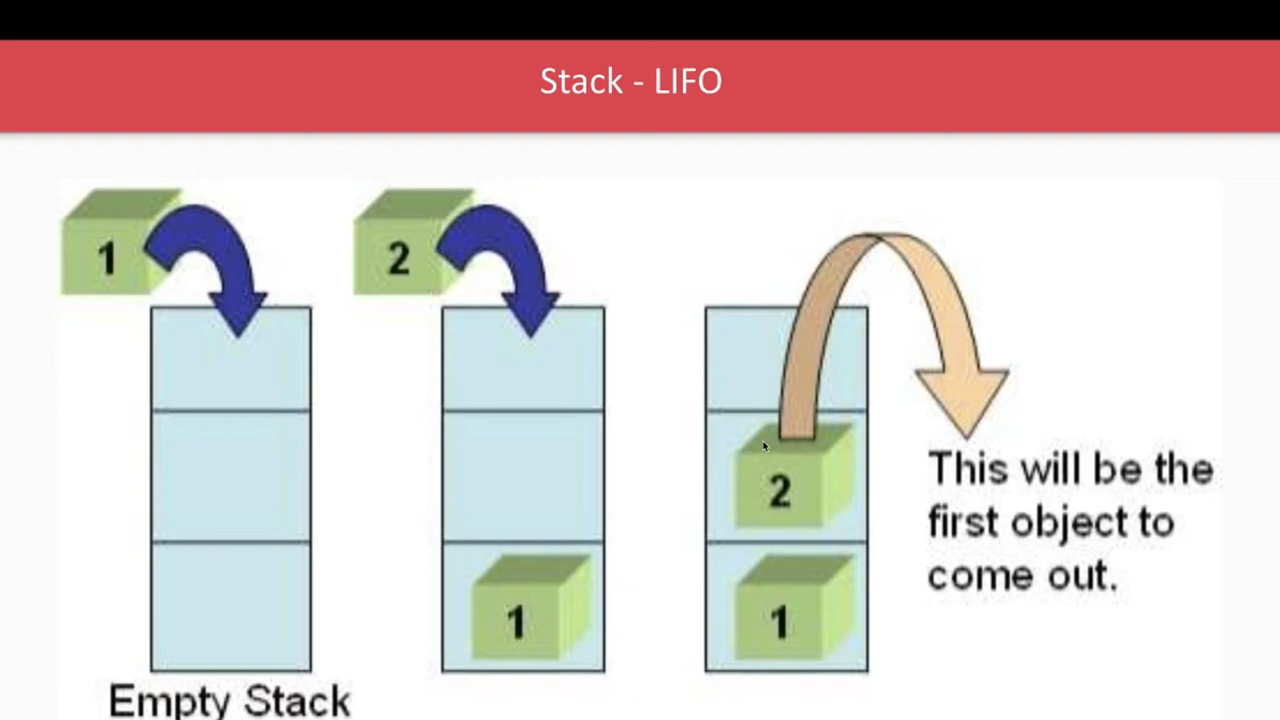 Stack - LIFO
1
2
2
1
1
This will be the
first object to
come out.
Empty Stack